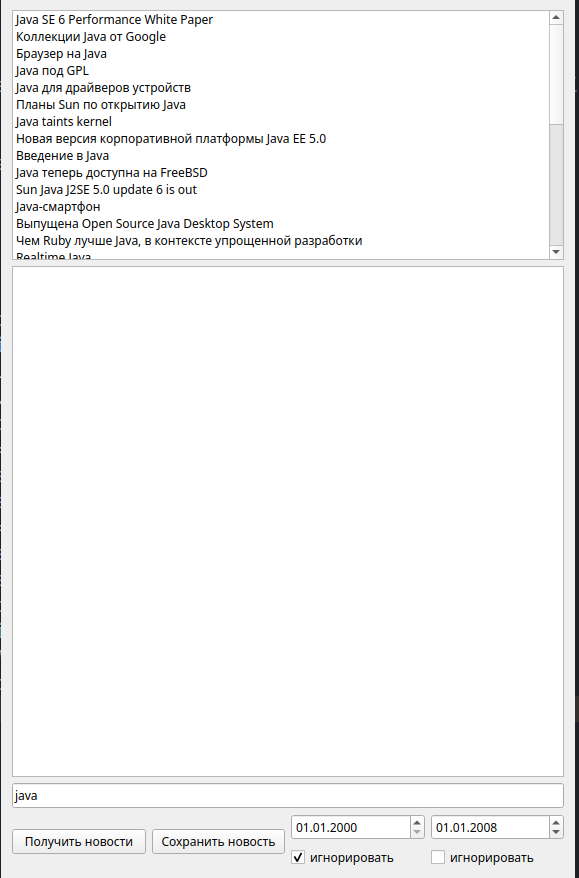 Java SE 6 Performance White Paper
Коллекции Java от Google
Браузер на Java
Java под GPL
Java для драйверов устройств
Планы Sun по открытию Java
Java taints kernel
Новая версия корпоративной платформы Java EE 5.0
Введение в Java
Java теперь доступна на FreeBSD
Sun Java J2SE 5.0 update 6 is out
Java-смартфон
Выпущена Open Source Java Desktop System
Чем Ruby лучше Java, в контексте упрощенной разработки
Realtime Java
java
Получить новости
Сохранить новость
01.01.2000
01.01.2008
игнорировать
игнорировать